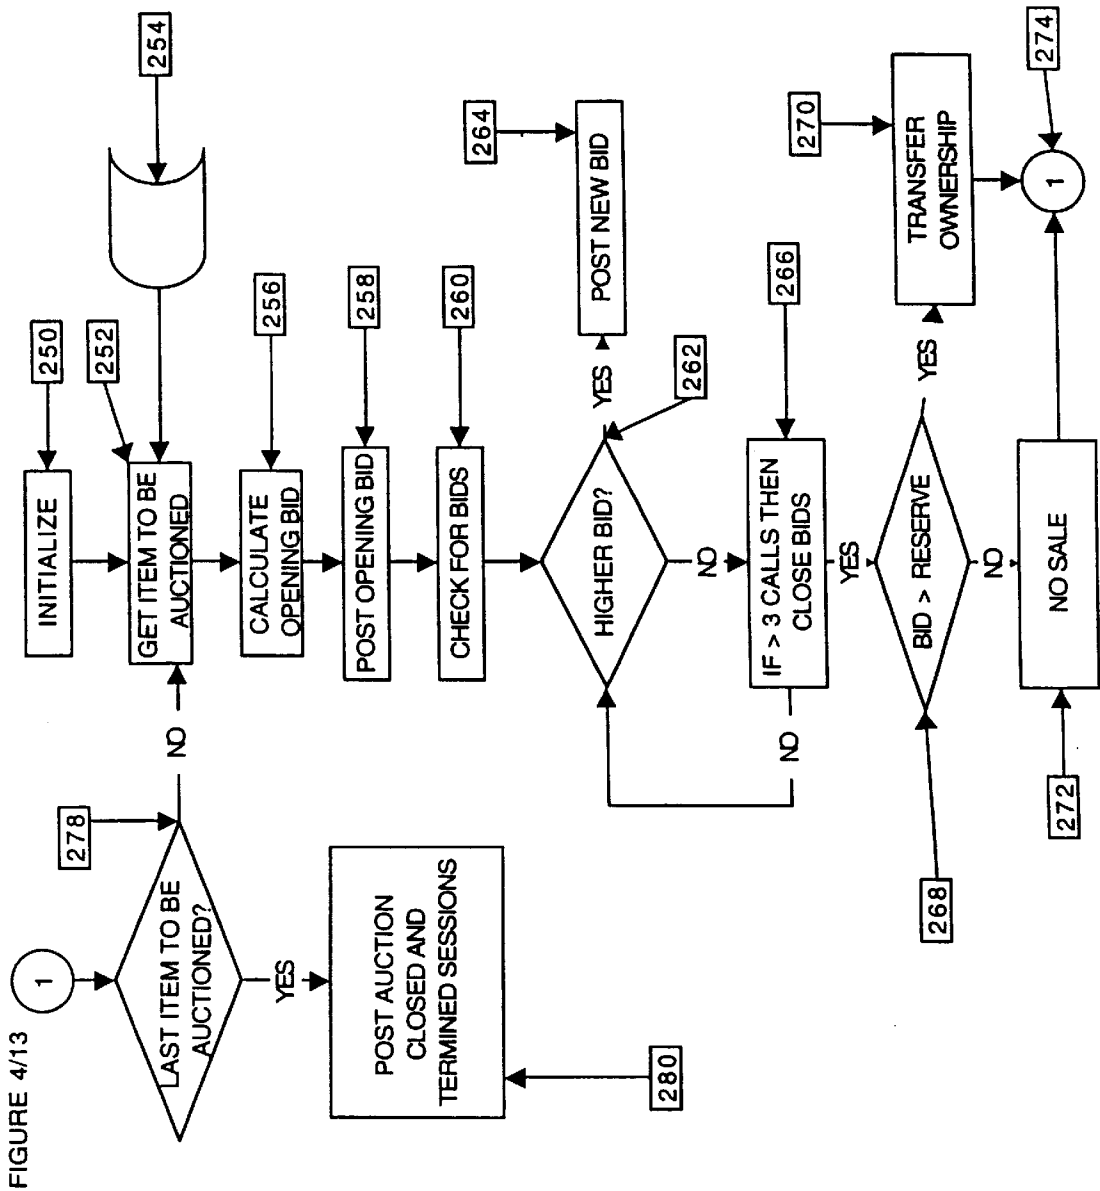 FIGURE 4/13
1
278
LAST ITEM TO BE
AUCTIONED?
NO
YES
POST AUCTION
CLOSED AND
TERMINED SESSIONS
280
INITIALIZE
250
252
GET ITEM TO BE
AUCTIONED
254
CALCULATE
OPENING BID
256
POST OPENING BID
258
CHECK FOR BIDS
260
HIGHER BID?
262
YES
POST NEW BID
264
NO
IF > 3 CALLS THEN
CLOSE BIDS
266
NO
YES
BID > RESERVE
268
YES
TRANSFER
OWNERSHIP
270
NO
NO SALE
272
1
274